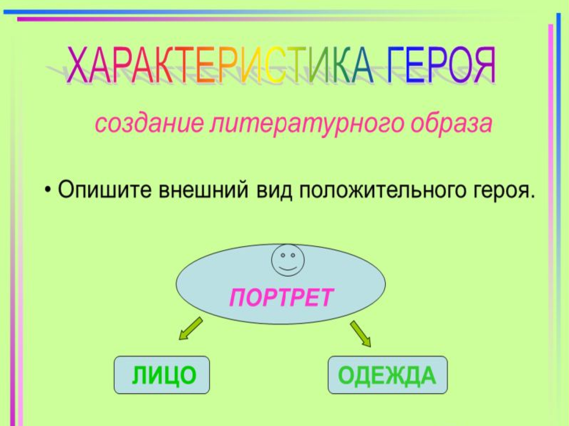 ХАРАКТЕРИСТИКА ГЕРОЯ
создание литературного образа
• Опишите внешний вид положительного героя.
ПОРТРЕТ
ЛИЦО
ОДЕЖДА